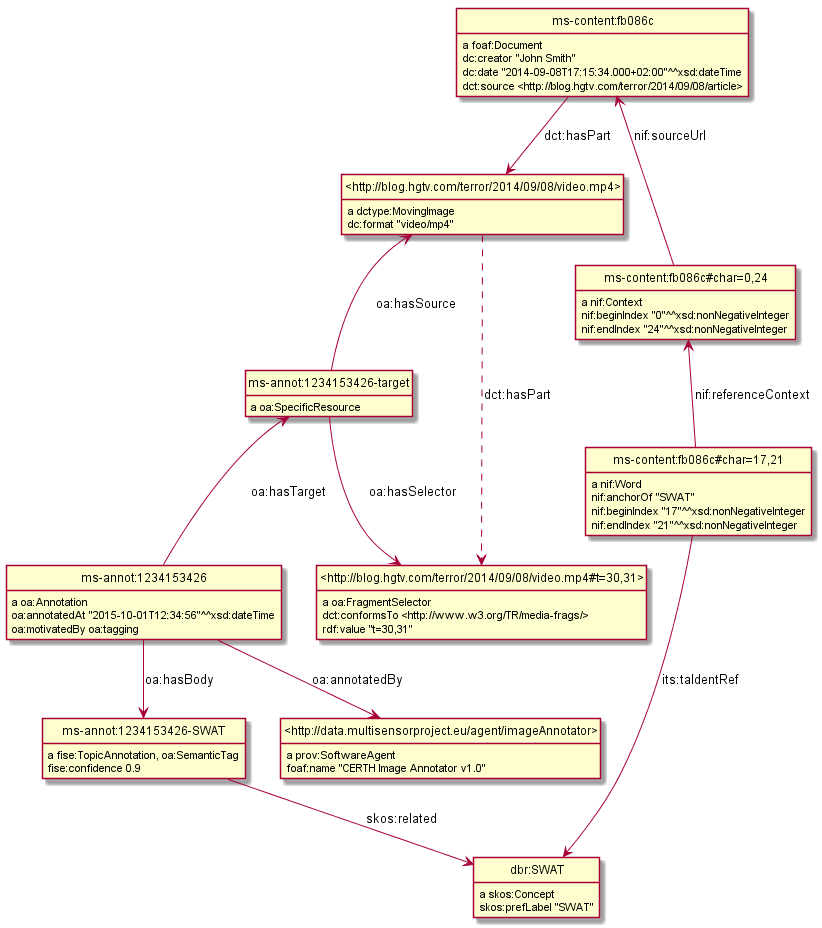 ms-content:fb086c
a foaf:Document
dc:creator "John Smith"
dc:date "2014-09-08T17:15:34.000+02:00"^^xsd:dateTime
dct:source <http://blog.hgtv.com/terror/2014/09/08/article>
dct:hasPart
nif:sourceUrl
<http://blog.hgtv.com/terror/2014/09/08/video.mp4>
a dctype:MovingImage
dc:format "video/mp4"
ms-content:fb086c#char=0,24
a nif:Context
nif:beginIndex "0"^^xsd:nonNegativeInteger
nif:endIndex "24"^^xsd:nonNegativeInteger
oa:hasSource
ms-annot:1234153426-target
a oa:SpecificResource
dct:hasPart
nif:referenceContext
ms-content:fb086c#char=17,21
a nif:Word
nif:anchorOf "SWAT"
nif:beginIndex "17"^^xsd:nonNegativeInteger
nif:endIndex "21"^^xsd:nonNegativeInteger
oa:hasTarget
oa:hasSelector
ms-annot:1234153426
a oa:Annotation
oa:annotatedAt "2015-10-01T12:34:56"^^xsd:dateTime
oa:motivatedBy oa:tagging
<http://blog.hgtv.com/terror/2014/09/08/video.mp4#t=30,31>
a oa:FragmentSelector
dct:conformsTo <http://www.w3.org/TR/media-frags/>
rdf:value "t=30,31"
oa:hasBody
oa:annotatedBy
its:taIdentRef
ms-annot:1234153426-SWAT
a fise:TopicAnnotation, oa:SemanticTag
fise:confidence 0.9
<http://data.multisensorproject.eu/agent/imageAnnotator>
a prov:SoftwareAgent
foaf:name "CERTH Image Annotator v1.0"
skos:related
dbr:SWAT
a skos:Concept
skos:prefLabel "SWAT"